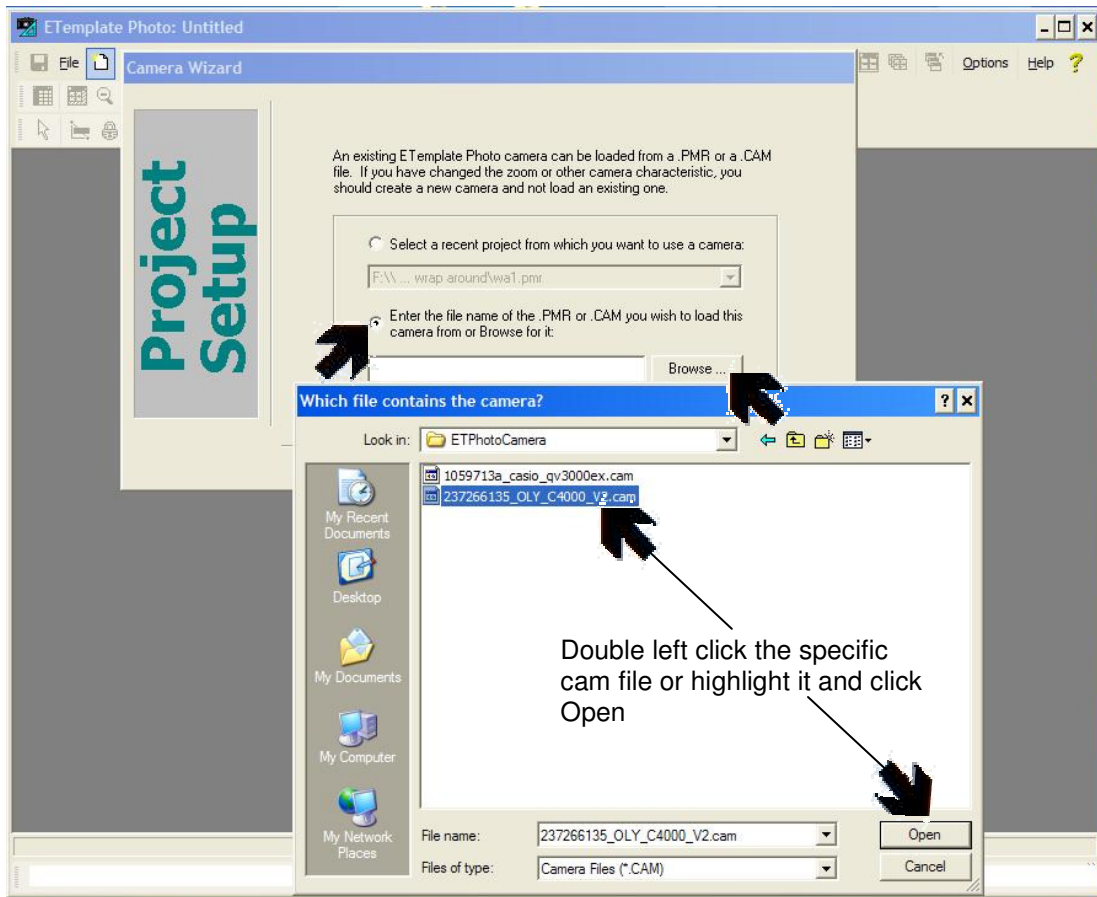 ETemplate Photo: Untitled
File
Options Help
Camera Wizard
Project
Setup
An existing ETemplate Photo camera can be loaded from a .PMR or a .CAM
file. If you have changed the zoom or other camera characteristic, you
should create a new camera and not load an existing one.
Select a recent project from which you want to use a camera:
F:\\ ... wrap around\wa1.pmr
Enter the file name of the .PMR or .CAM you wish to load this
camera from or Browse for it:
Browse ...
Which file contains the camera?
Look in: ETPhotoCamera
1059713a_casio_qv3000ex.cam
237266135_OLY_C4000_V2.cam
My Recent
Documents
Desktop
My Documents
My Computer
My Network
Places
Double left click the specific
cam file or highlight it and click
Open
File name: 237266135_OLY_C4000_V2.cam Open
Files of type: Camera Files (*.CAM) Cancel